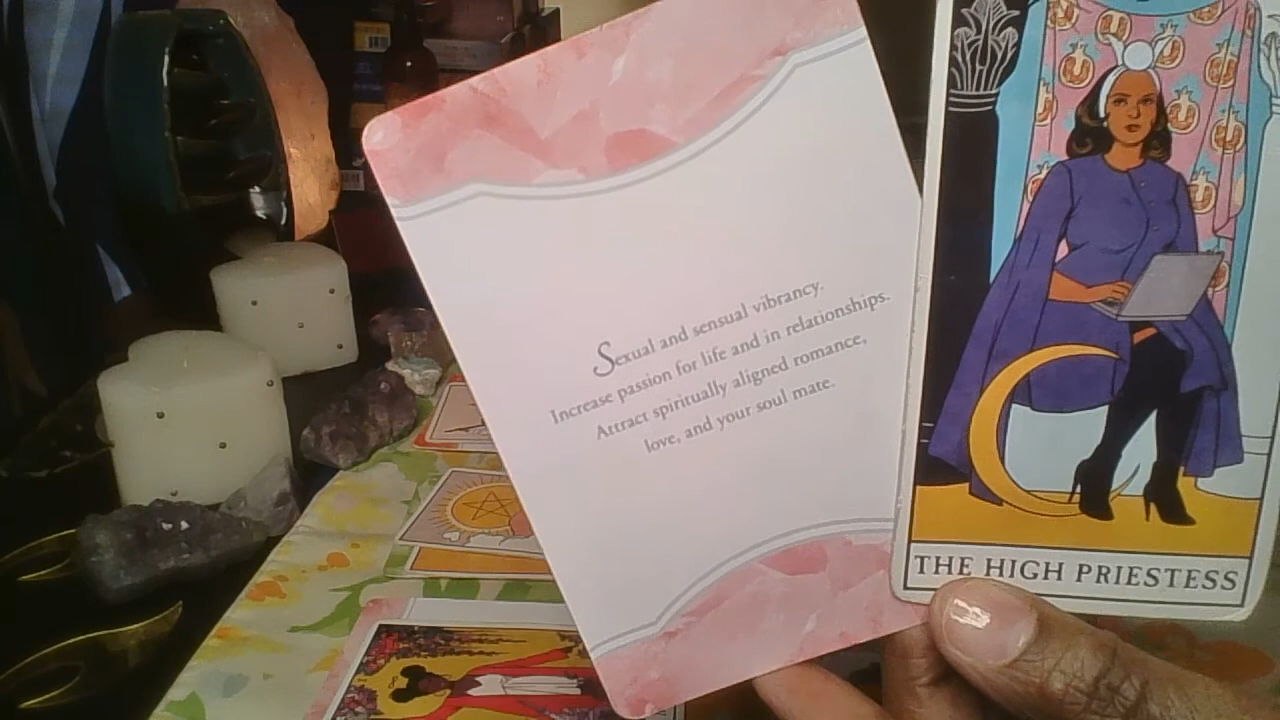 Sexual and sensual vibrancy.
Increase passion for life and in relationships.
Attract spiritually aligned romance,
love, and your soul mate.
THE HIGH PRIESTESS